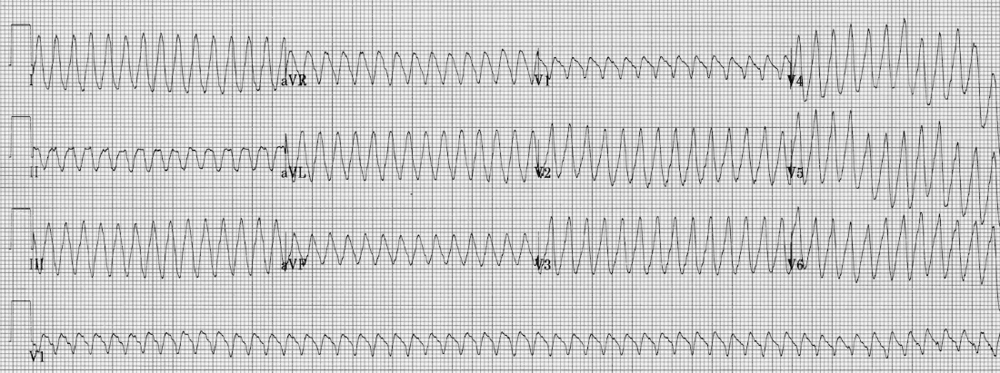 I aVR V1 V4
II aVL V2 V5
III aVF V3 V6
V1